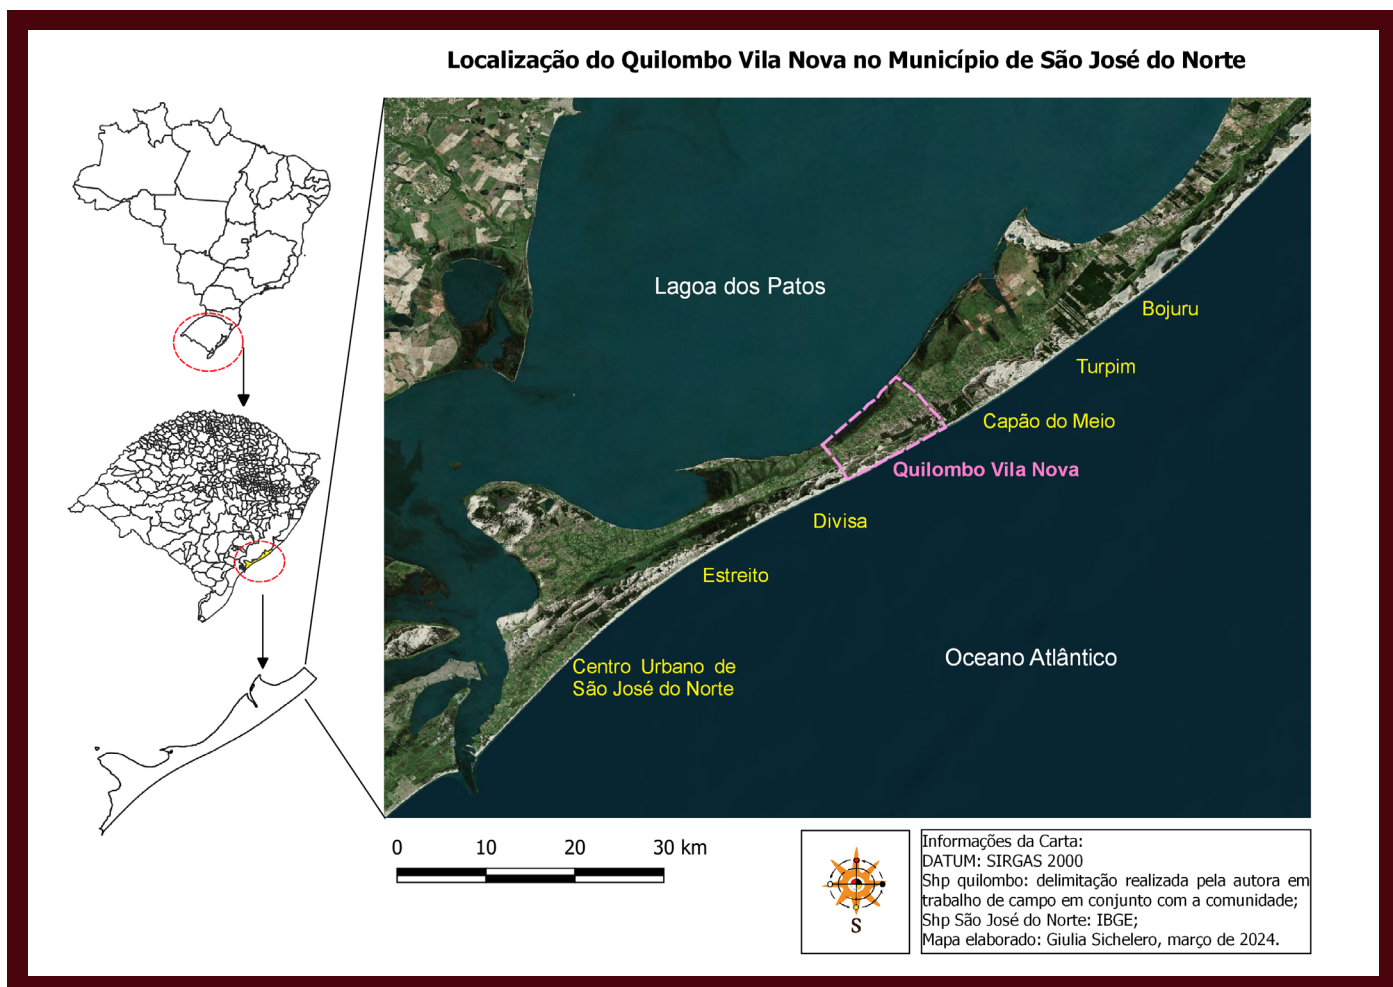 Localização do Quilombo Vila Nova no Município de São José do Norte
Lagoa dos Patos
Bojuru
Turpim
Capão do Meio
Quilombo Vila Nova
Divisa
Estreito
Oceano Atlântico
Centro Urbano de
São José do Norte
0 10 20 30 km
S
Informações da Carta:
DATUM: SIRGAS 2000
Shp quilombo: delimitação realizada pela autora em
trabalho de campo em conjunto com a comunidade;
Shp São José do Norte: IBGE;
Mapa elaborado: Giulia Sichelero, março de 2024.